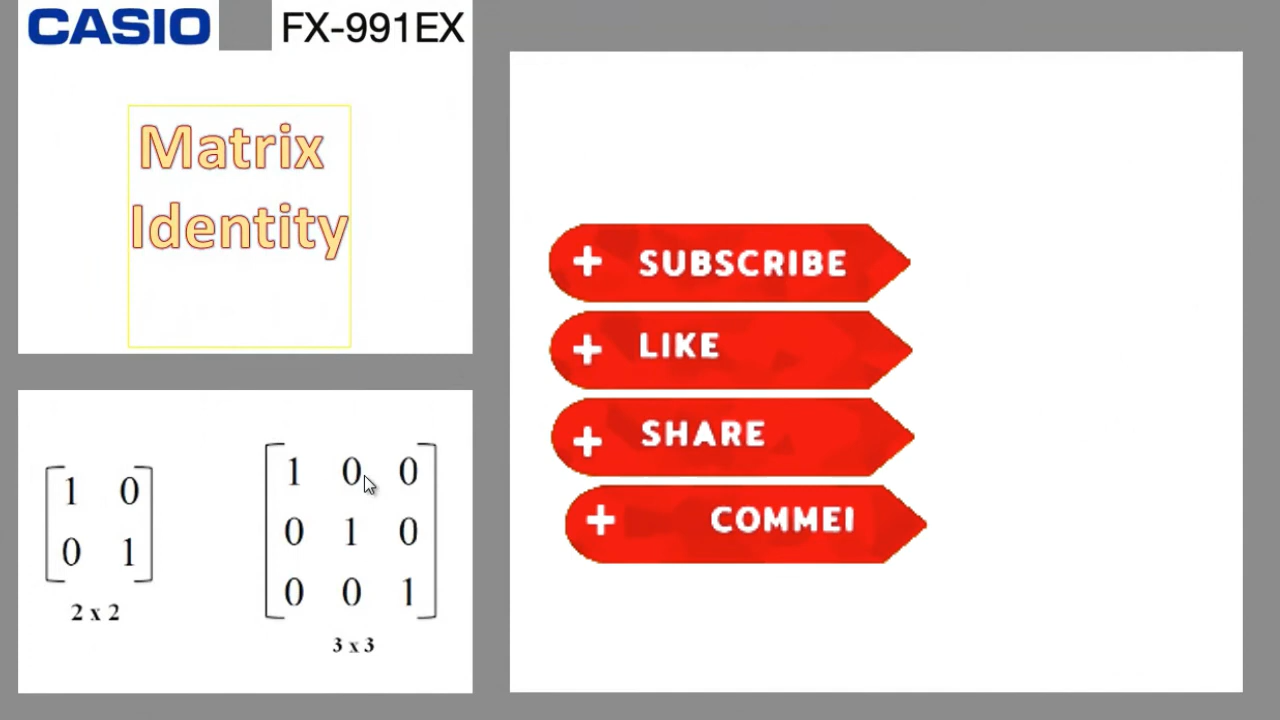 CASIO FX-991EX
Matrix
Identity
1 0
0 1
2 x 2
1 0 0
0 1 0
0 0 1
3 x 3
+ SUBSCRIBE
+ LIKE
+ SHARE
+ COMMEI